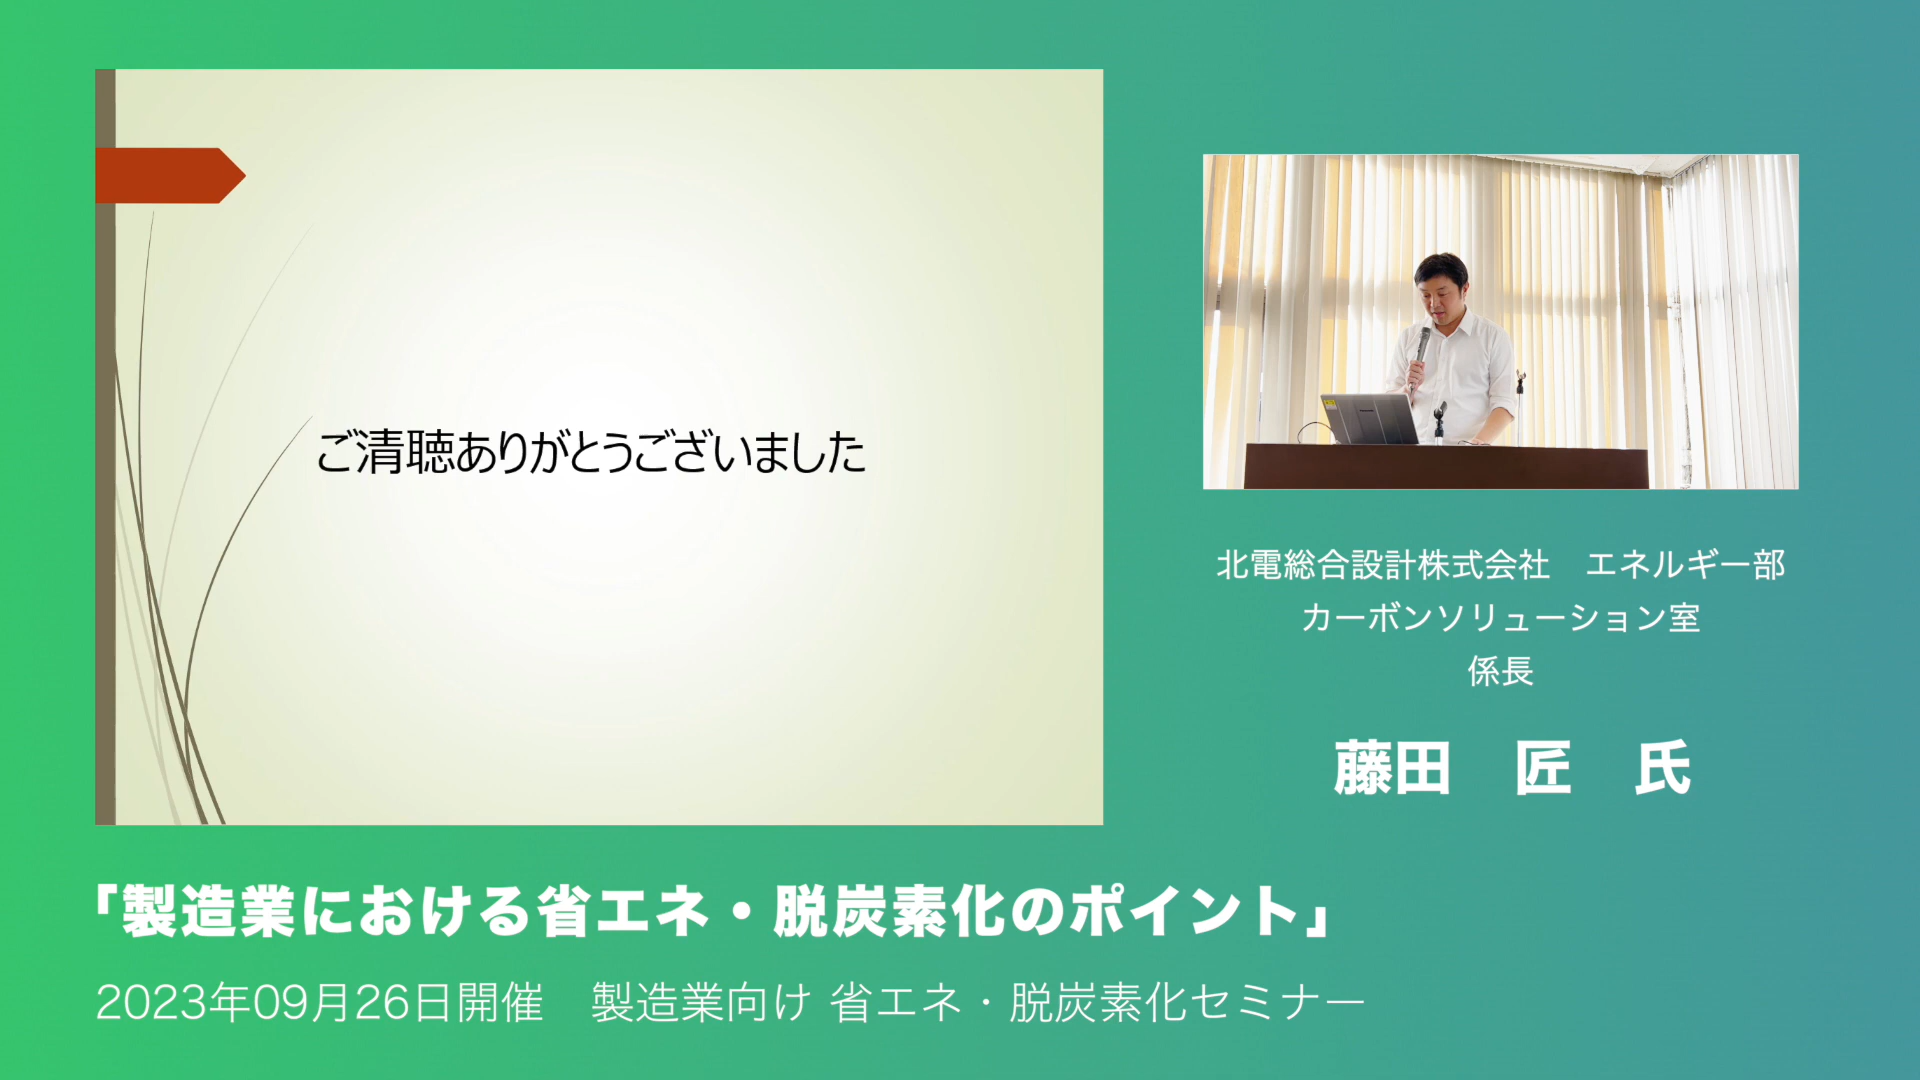 ご清聴ありがとうございました
北電総合設計株式会社　エネルギー部
カーボンソリューション室
係長
藤田　匠　氏
「製造業における省エネ・脱炭素化のポイント」
2023年09月26日開催　製造業向け 省エネ・脱炭素化セミナー